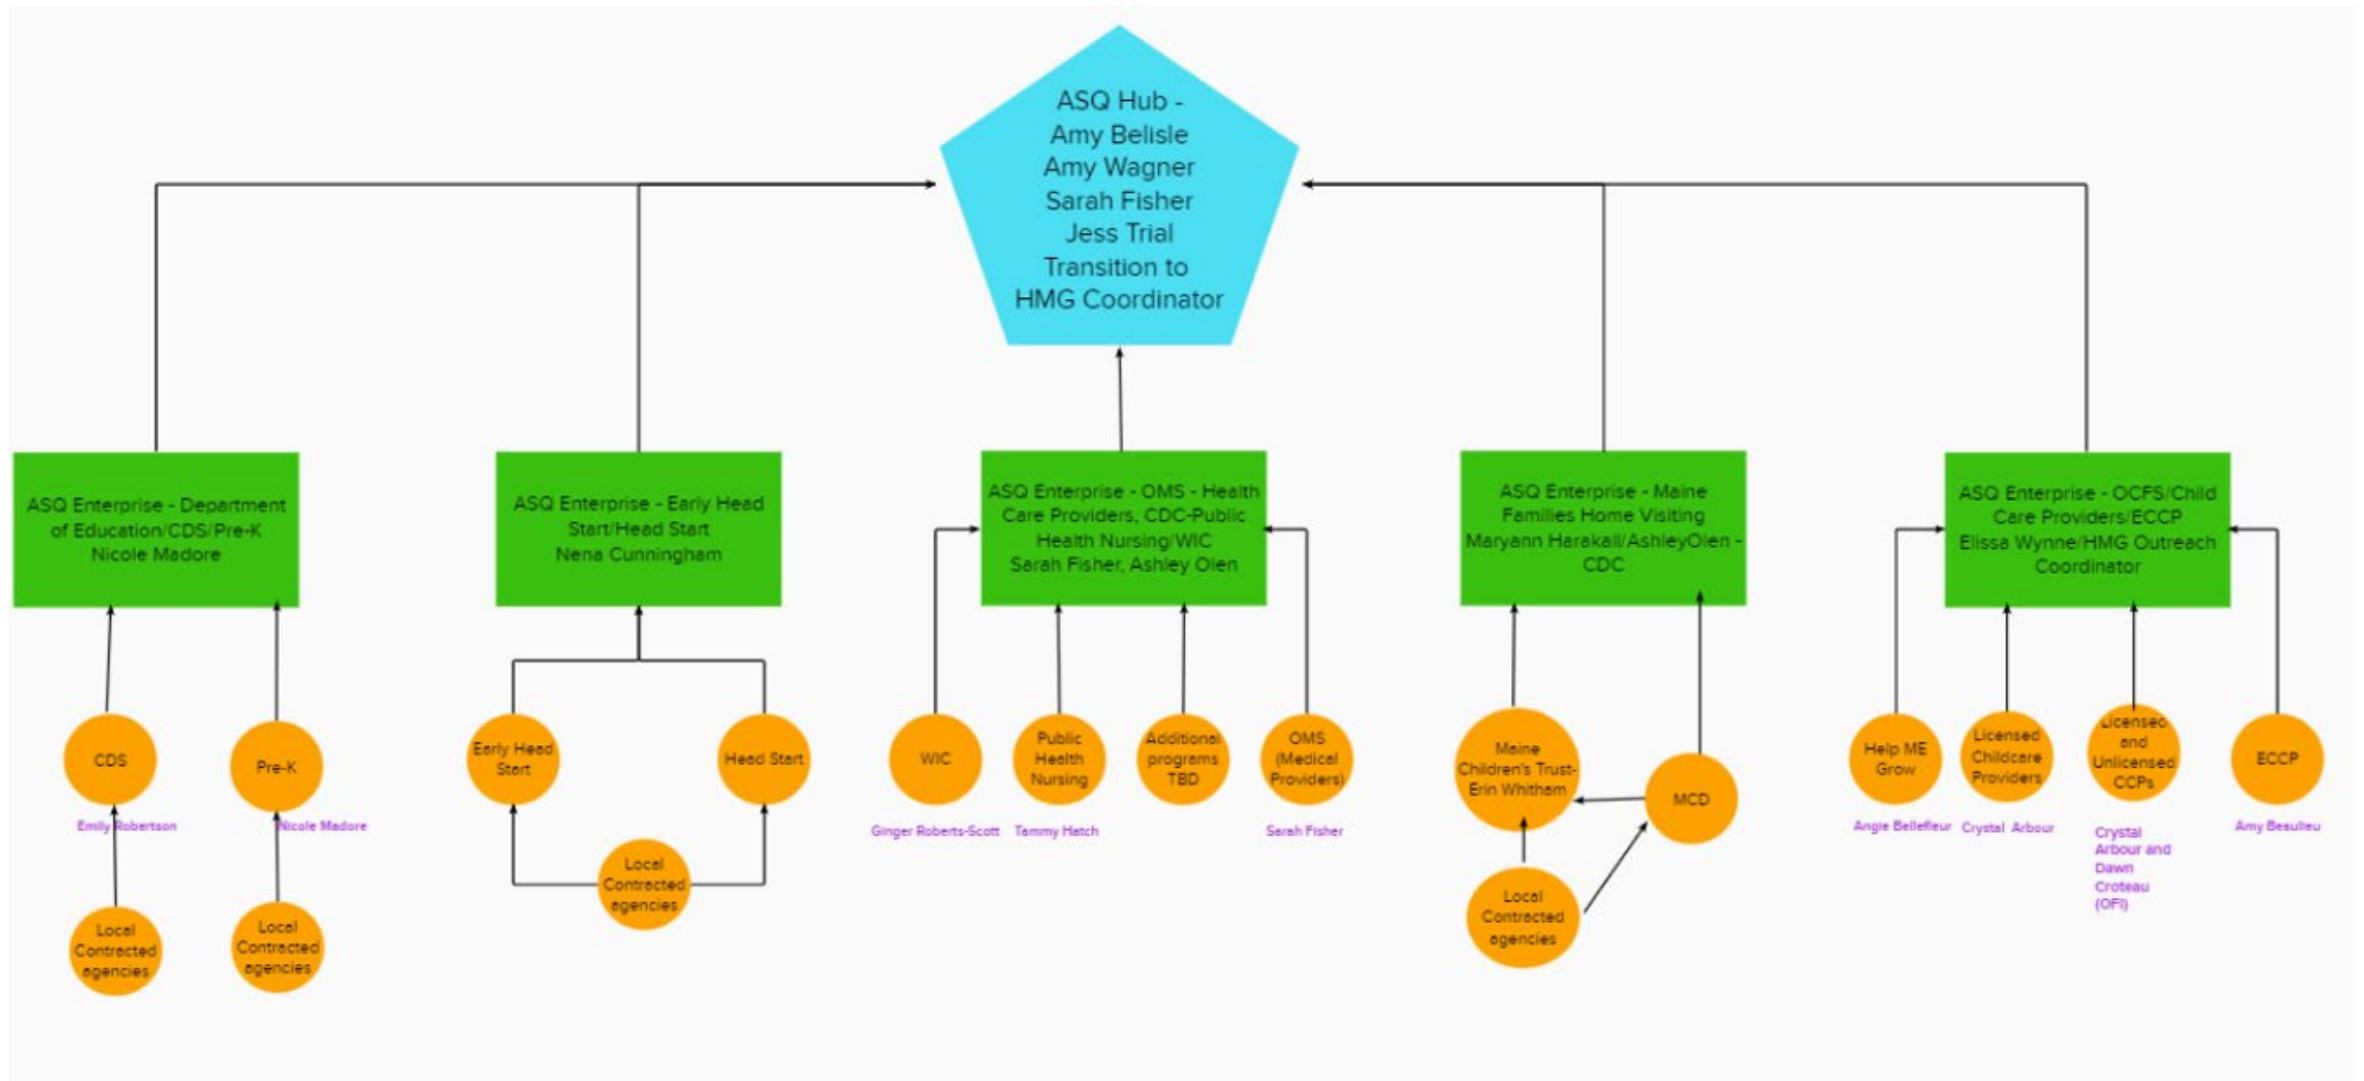 ASQ Hub -
Amy Belisle
Amy Wagner
Sarah Fisher
Jess Trial
Transition to
HMG Coordinator
ASQ Enterprise - Department
of Education/CDS/Pre-K
Nicole Madore
ASQ Enterprise - Early Head
Start/Head Start
Nena Cunningham
ASQ Enterprise - OMS - Health
Care Providers, CDC-Public
Health Nursing/WIC
Sarah Fisher, Ashley Olen
ASQ Enterprise - Maine
Families Home Visiting
Maryann Harakall/AshleyOlen -
CDC
ASQ Enterprise - OCFS/Child
Care Providers/ECCP
Elissa Wynne/HMG Outreach
Coordinator
CDS
Emily Robertson
Local
Contracted
agencies
Pre-K
Nicole Madore
Local
Contracted
agencies
Early Head
Start
Head Start
Local
Contracted
agencies
WIC
Ginger Roberts-Scott
Public
Health
Nursing
Tammy Hatch
Additional
programs
TBD
OMS
(Medical
Providers)
Sarah Fisher
Maine
Children's Trust-
Erin Whitham
MCD
Local
Contracted
agencies
Help ME
Grow
Angie Bellefleur
Licensed
Childcare
Providers
Crystal Arbour
Licensed
and
Unlicensed
CCPs
Crystal
Arbour and
Dawn
Croteau
(OFI)
ECCP
Amy Beaulieu